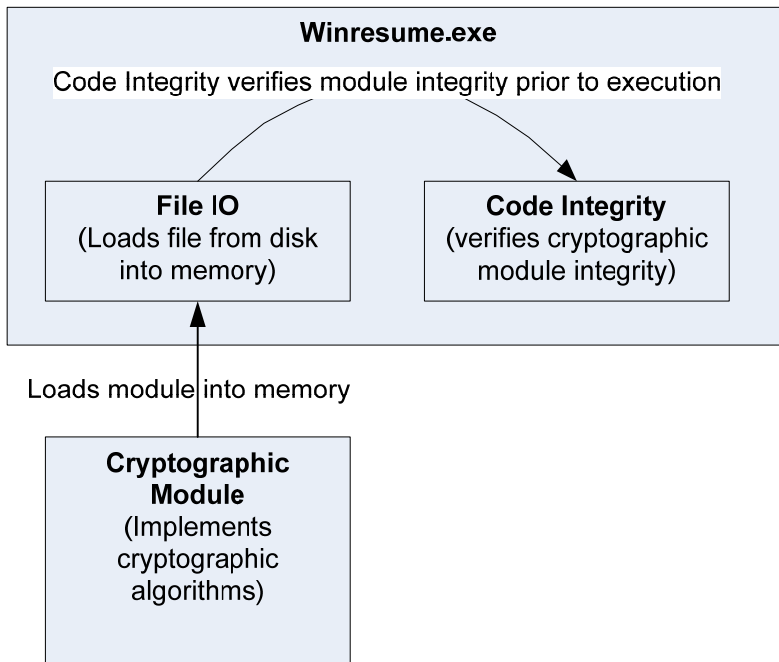 Winresume.exe
Code Integrity verifies module integrity prior to execution
File IO
(Loads file from disk
into memory)
Code Integrity
(verifies cryptographic
module integrity)
Loads module into memory
Cryptographic
Module
(Implements
cryptographic
algorithms)